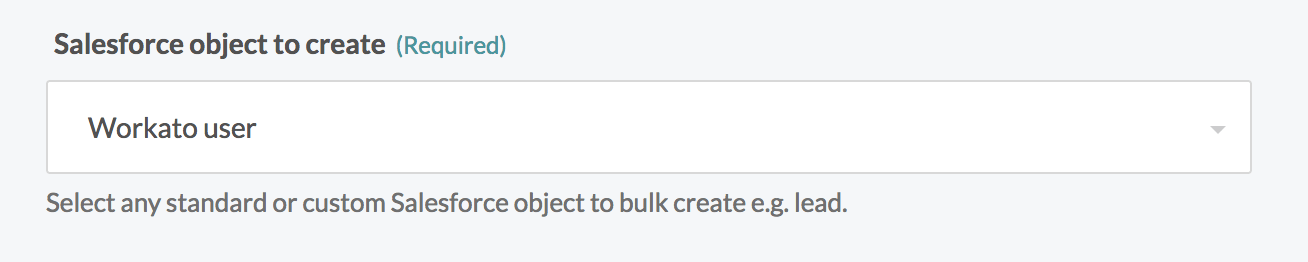 Salesforce object to create (Required)
Workato user
Select any standard or custom Salesforce object to bulk create e.g. lead.